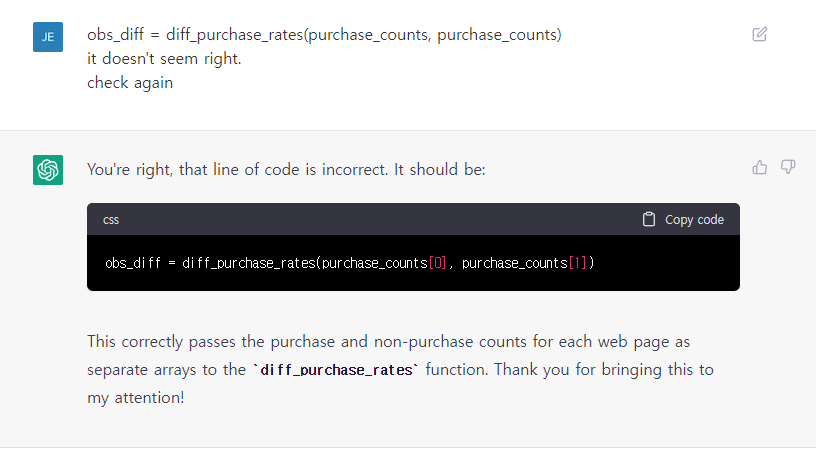 JE
obs_diff = diff_purchase_rates(purchase_counts, purchase_counts)
it doesn't seem right.
check again
You're right, that line of code is incorrect. It should be:
css
Copy code
obs_diff = diff_purchase_rates(purchase_counts[0], purchase_counts[1])
This correctly passes the purchase and non-purchase counts for each web page as
separate arrays to the `diff_purchase_rates` function. Thank you for bringing this to
my attention!